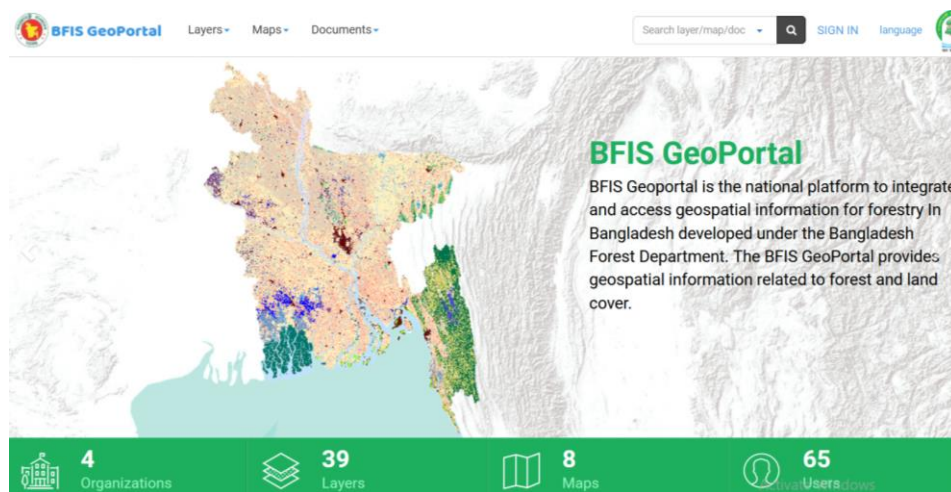 BFIS GeoPortal Layers Maps Documents Search layer/map/doc SIGN IN language
BFIS GeoPortal
BFIS Geoportal is the national platform to integrate
and access geospatial information for forestry In
Bangladesh developed under the Bangladesh
Forest Department. The BFIS GeoPortal provides
geospatial information related to forest and land
cover.
4 39 8 65
Organizations Layers Maps Users
Activate Windows